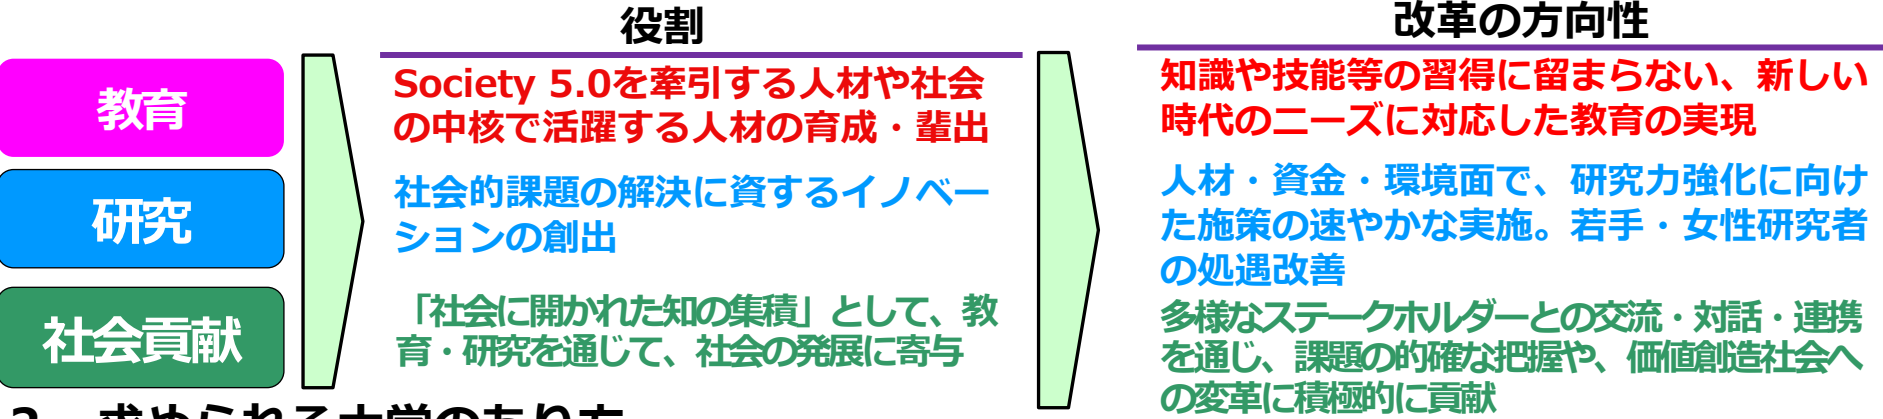 役割
改革の方向性
教育
Society 5.0を牽引する人材や社会
の中核で活躍する人材の育成・輩出
知識や技能等の習得に留まらない、新しい
時代のニーズに対応した教育の実現
研究
社会的課題の解決に資するイノベー
ションの創出
人材・資金・環境面で、研究力強化に向け
た施策の速やかな実施。若手・女性研究者
の処遇改善
社会貢献
「社会に開かれた知の集積」として、教
育・研究を通じて、社会の発展に寄与
多様なステークホルダーとの交流・対話・連携
を通じ、課題の的確な把握や、価値創造社会へ
の変革に積極的に貢献
求められる大学のあり方